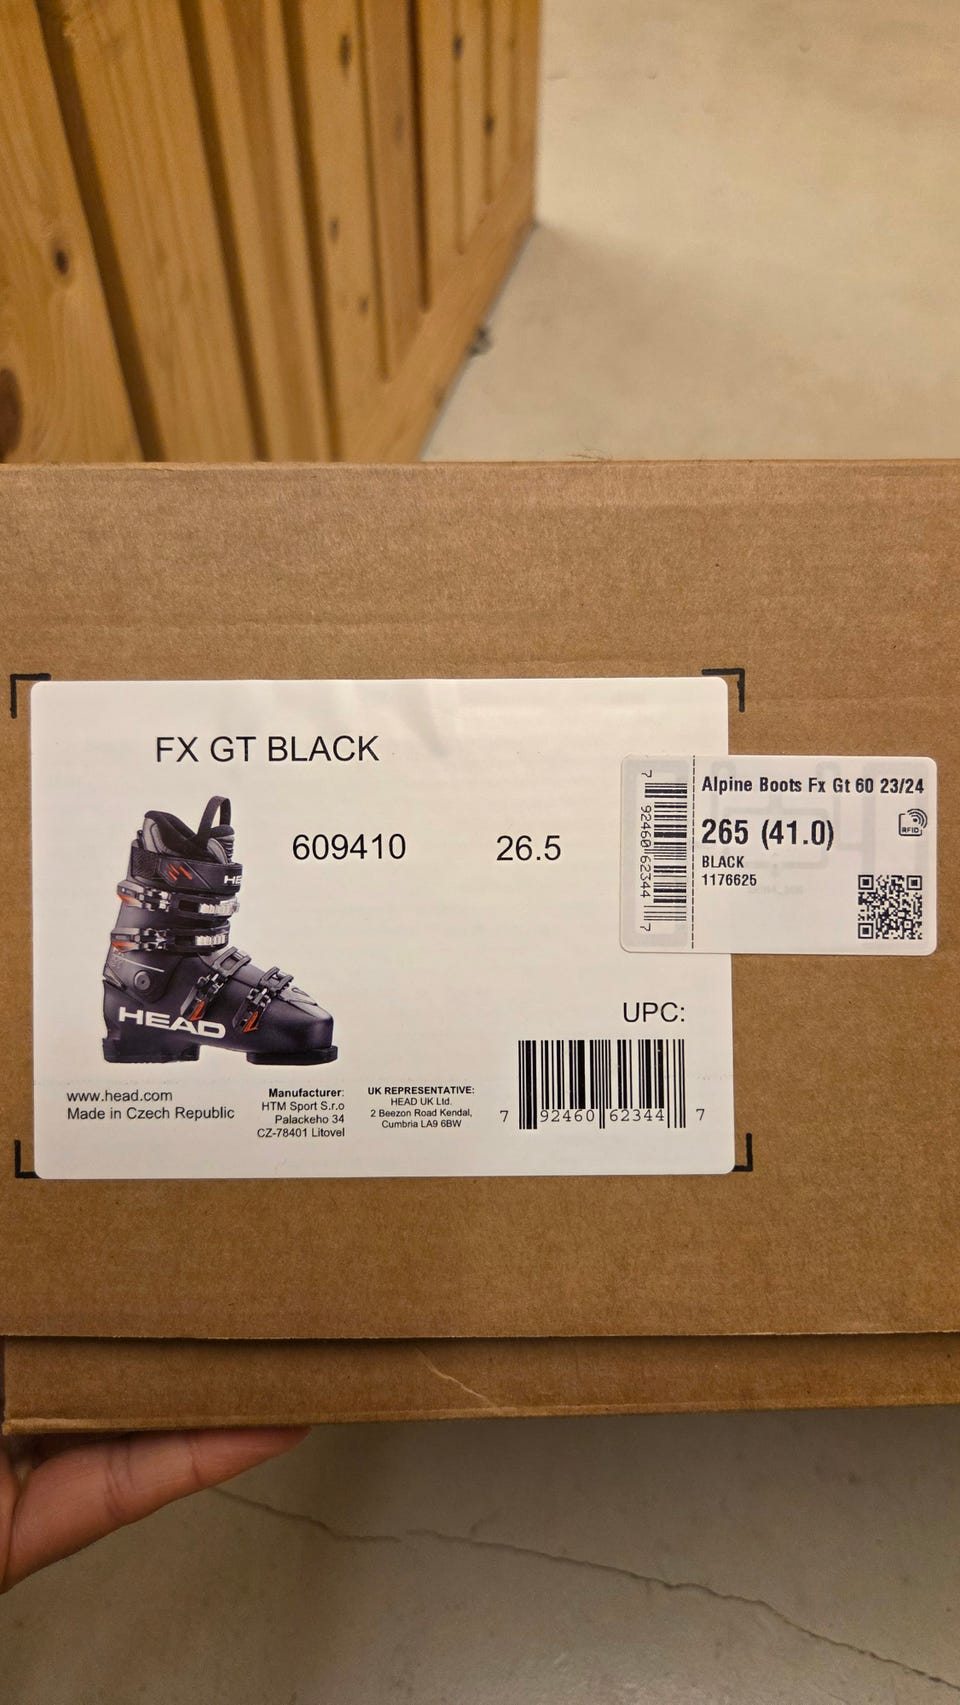 FX GT BLACK
609410
26.5
HE
HEAD
www.head.com
Made in Czech Republic
Manufacturer:
HTM Sport S.r.o
Palackeho 34
CZ-78401 Litovel
UK REPRESENTATIVE:
HEAD UK Ltd.
2 Beezon Road Kendal,
Cumbria LA9 6BW
UPC:
7 92460 62344 7
7 92460 62344 7
Alpine Boots Fx Gt 60 23/24
265 (41.0)
BLACK
1176625
RFID